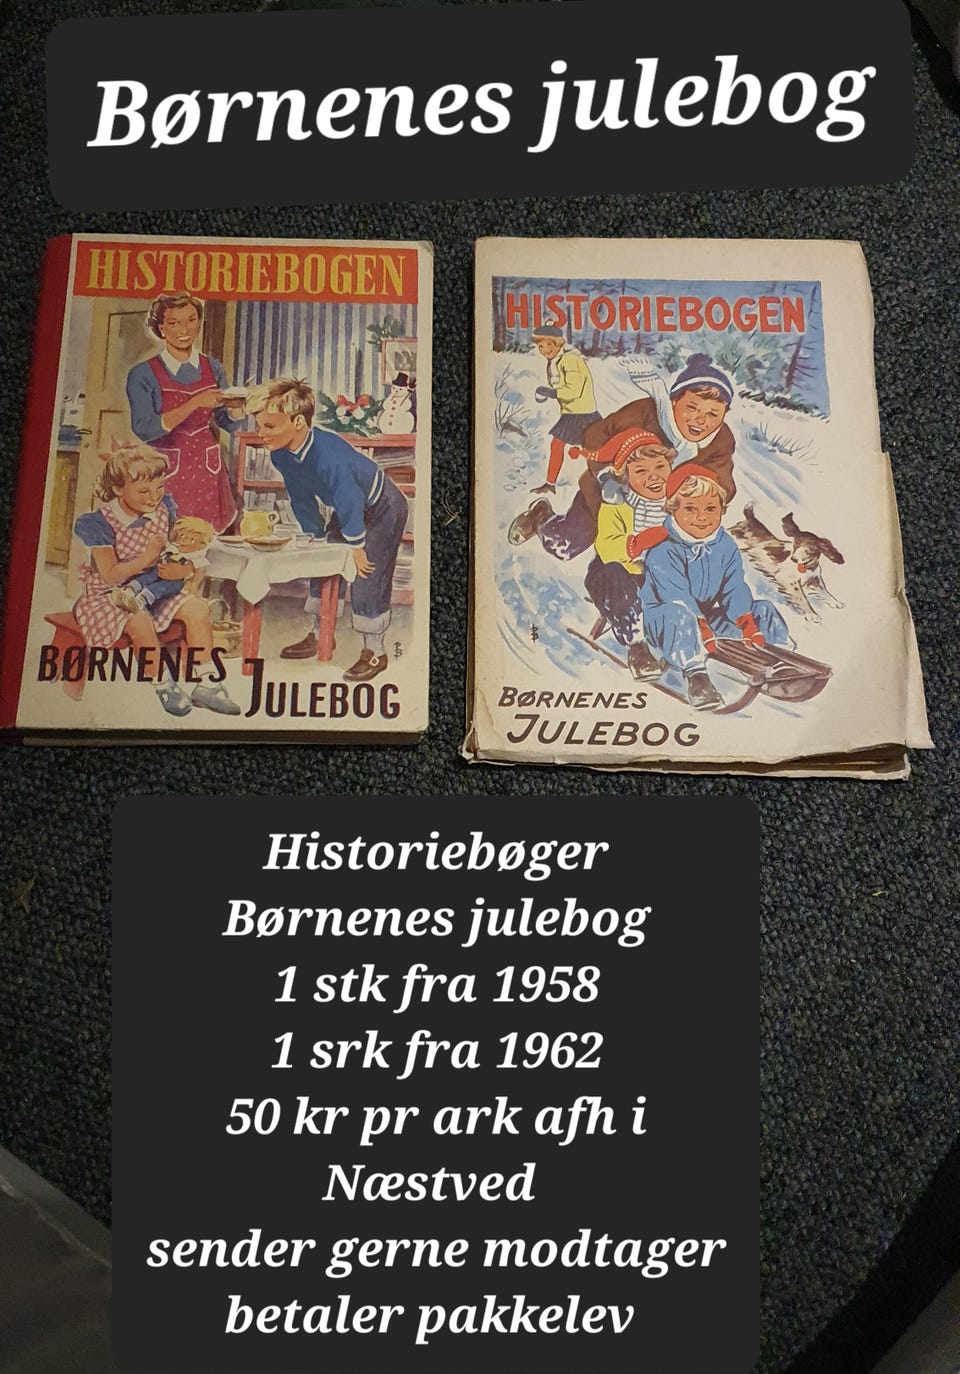 Børnenes julebog
HISTORIEBOGEN
BØRNENES
JULEBOG
HISTORIEBOGEN
BØRNENES
JULEBOG
Historiebøger
Børnenes julebog
1 stk fra 1958
1 srk fra 1962
50 kr pr ark afh i
Næstved
sender gerne modtager
betaler pakkelev